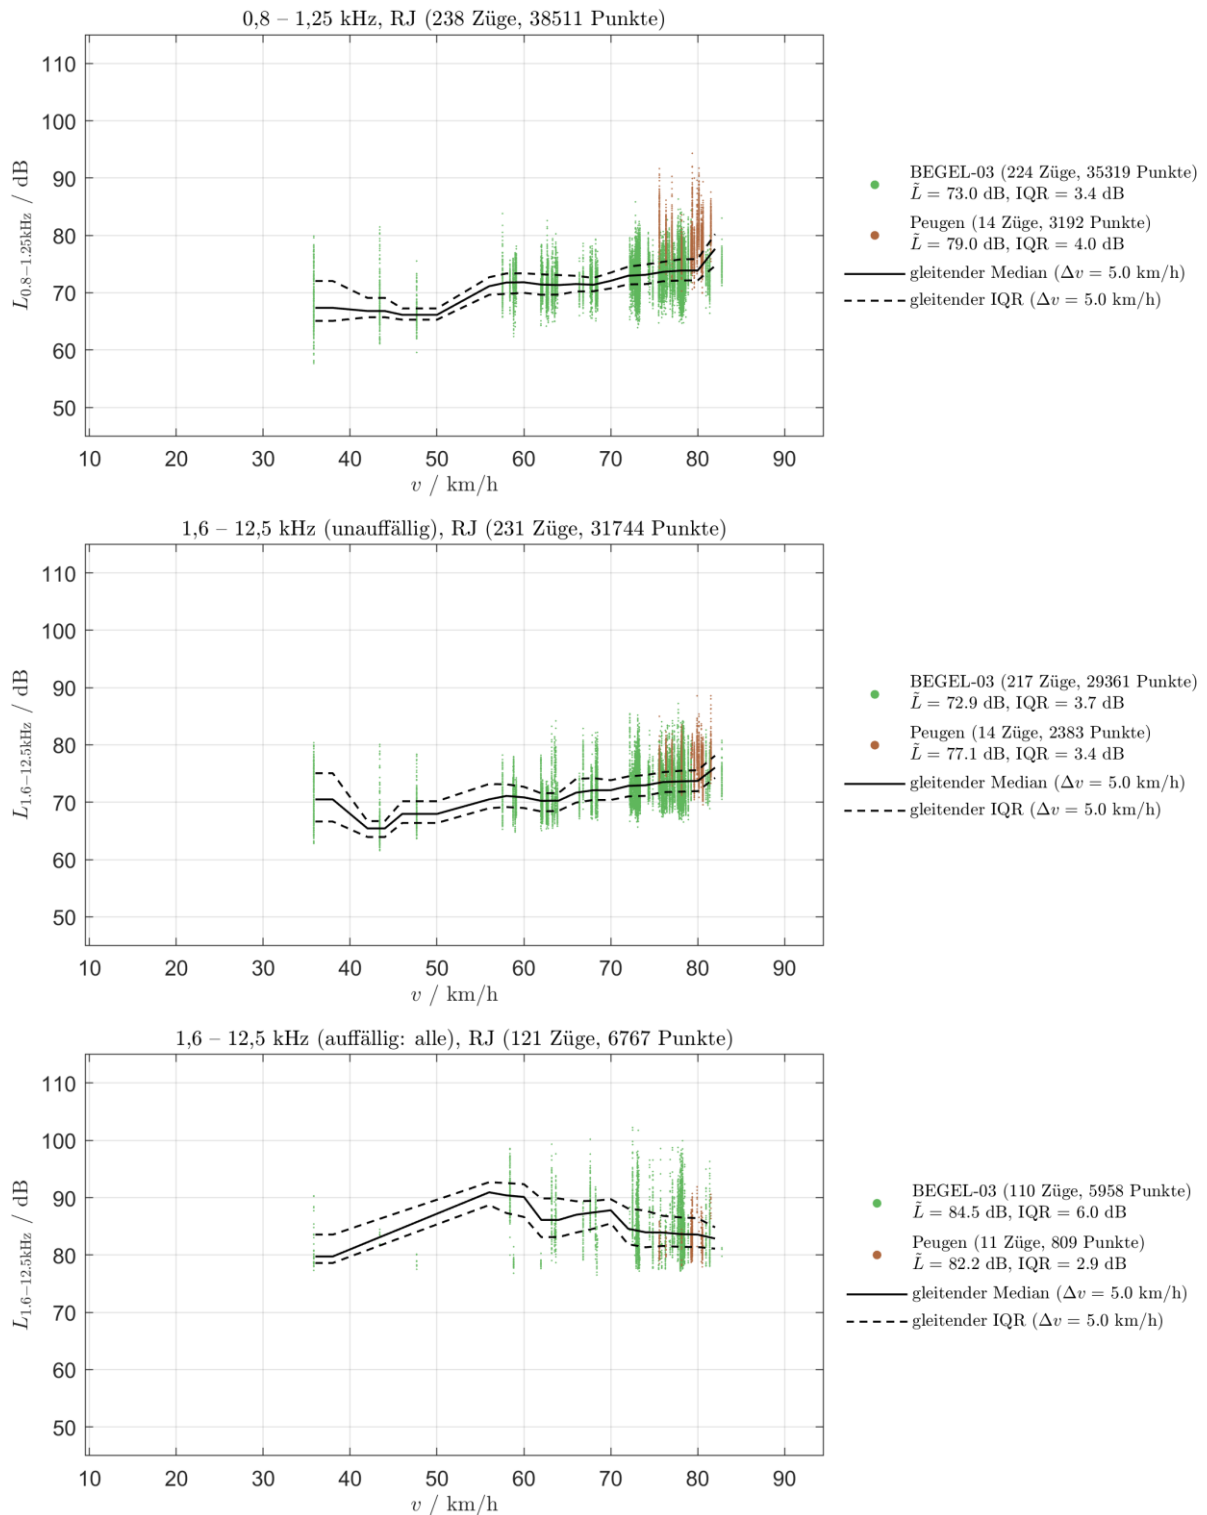 0,8 – 1,25 kHz, RJ (238 Züge, 38511 Punkte)
110
100
90
80
70
60
50
L0.8−1.25kHz / dB
10 20 30 40 50 60 70 80 90
v / km/h
BEGEL-03 (224 Züge, 35319 Punkte)
L̃ = 73.0 dB, IQR = 3.4 dB
Peugen (14 Züge, 3192 Punkte)
L̃ = 79.0 dB, IQR = 4.0 dB
gleitender Median (Δv = 5.0 km/h)
gleitender IQR (Δv = 5.0 km/h)
1,6 – 12,5 kHz (unauffällig), RJ (231 Züge, 31744 Punkte)
110
100
90
80
70
60
50
L1.6−12.5kHz / dB
10 20 30 40 50 60 70 80 90
v / km/h
BEGEL-03 (217 Züge, 29361 Punkte)
L̃ = 72.9 dB, IQR = 3.7 dB
Peugen (14 Züge, 2383 Punkte)
L̃ = 77.1 dB, IQR = 3.4 dB
gleitender Median (Δv = 5.0 km/h)
gleitender IQR (Δv = 5.0 km/h)
1,6 – 12,5 kHz (auffällig: alle), RJ (121 Züge, 6767 Punkte)
110
100
90
80
70
60
50
L1.6−12.5kHz / dB
10 20 30 40 50 60 70 80 90
v / km/h
BEGEL-03 (110 Züge, 5958 Punkte)
L̃ = 84.5 dB, IQR = 6.0 dB
Peugen (11 Züge, 809 Punkte)
L̃ = 82.2 dB, IQR = 2.9 dB
gleitender Median (Δv = 5.0 km/h)
gleitender IQR (Δv = 5.0 km/h)